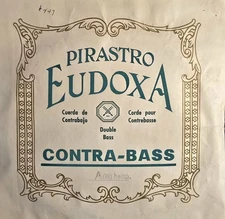 PIRASTRO
EUDOXA
Cuerda de
Contrabajo
Corde pour
Contrebasse
Double
Bass
CONTRA-BASS